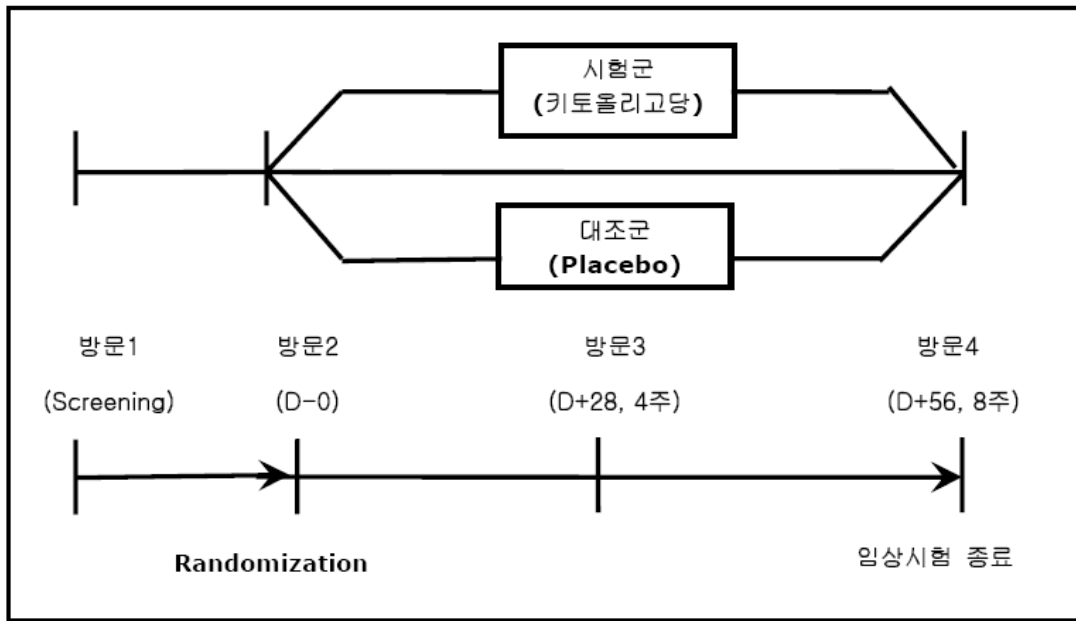 시험군
(키토올리고당)
대조군
(Placebo)
방문1 방문2 방문3 방문4
(Screening) (D-0) (D+28, 4주) (D+56, 8주)
Randomization
임상시험 종료